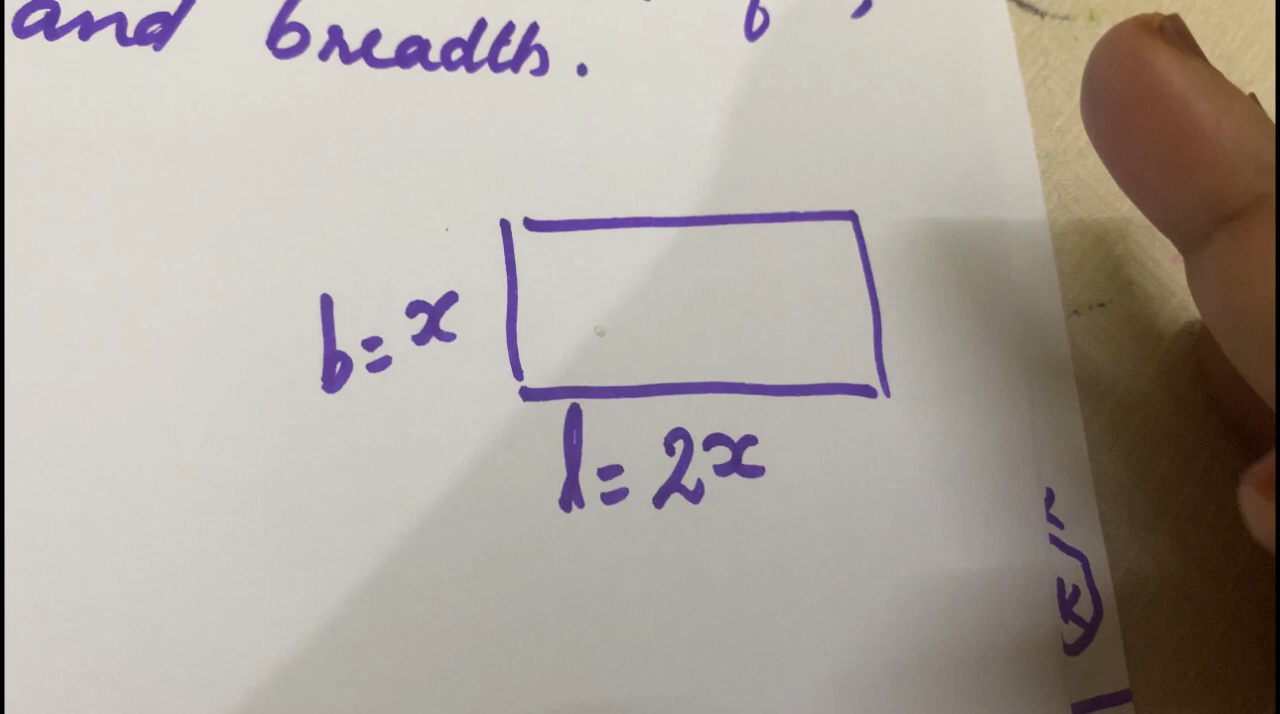 and breadth.
b = x
l = 2x